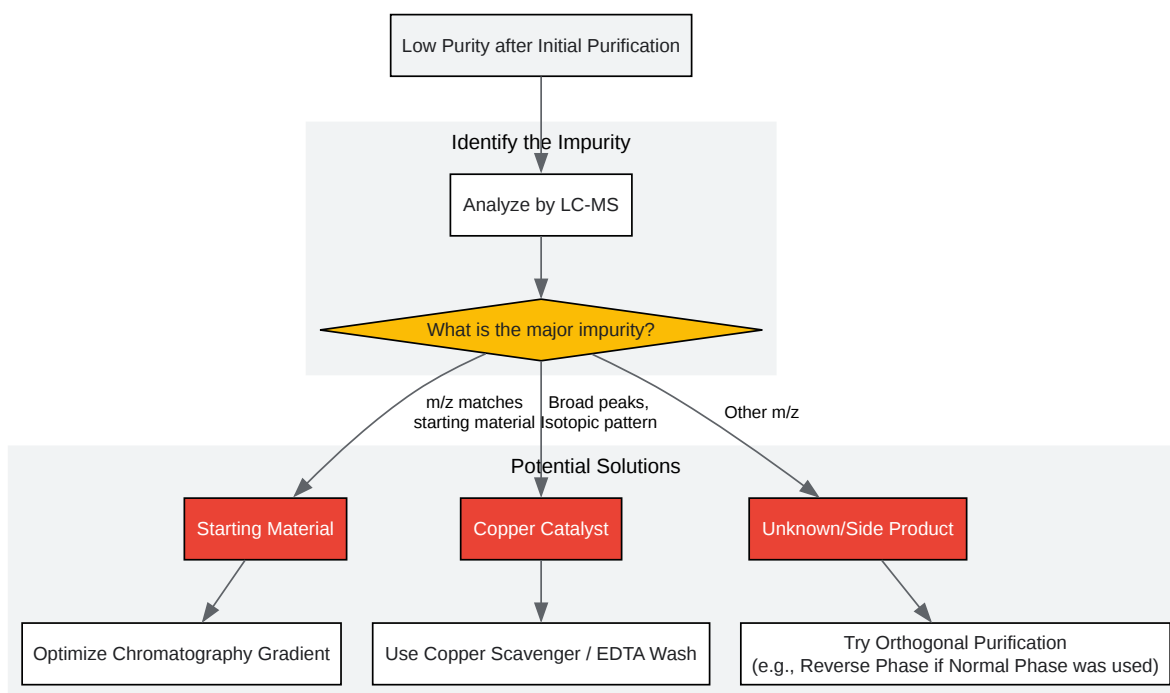 Low Purity after Initial Purification
Identify the Impurity
Analyze by LC-MS
What is the major impurity?
m/z matches
starting material
Broad peaks,
Isotopic pattern
Other m/z
Potential Solutions
Starting Material
Copper Catalyst
Unknown/Side Product
Optimize Chromatography Gradient
Use Copper Scavenger / EDTA Wash
Try Orthogonal Purification
(e.g., Reverse Phase if Normal Phase was used)